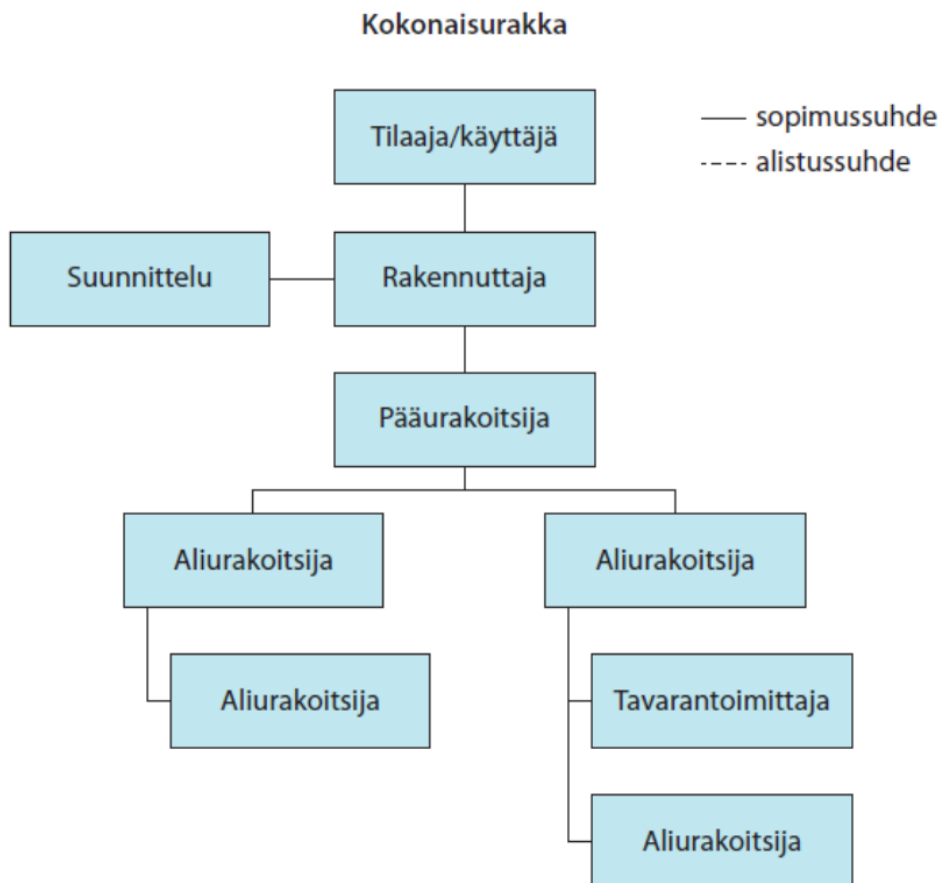 Kokonaisurakka
Tilaaja/käyttäjä
sopimussuhde
alistussuhde
Suunnittelu
Rakennuttaja
Pääurakoitsija
Aliurakoitsija
Aliurakoitsija
Aliurakoitsija
Tavarantoimittaja
Aliurakoitsija